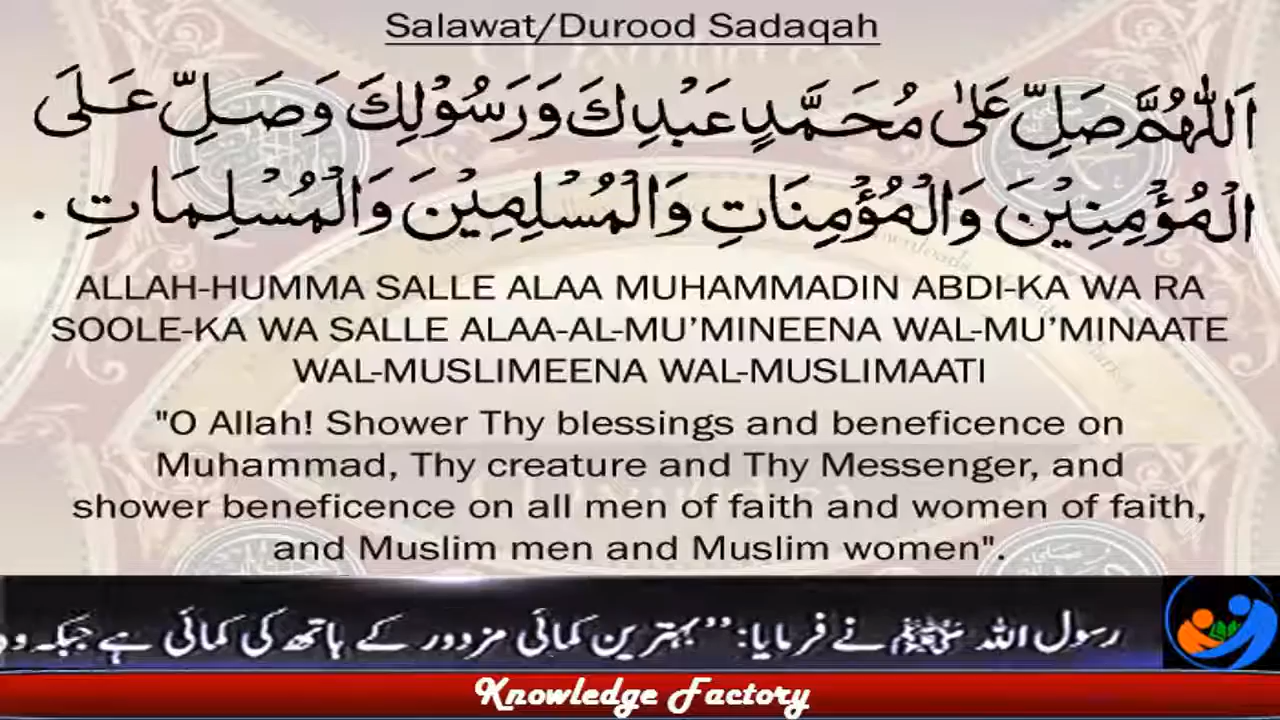 Salawat/Durood Sadaqah
اَللّٰهُمَّ صَلِّ عَلٰى مُحَمَّدٍ عَبْدِكَ وَرَسُوْلِكَ وَصَلِّ عَلَى
الْمُؤْمِنِيْنَ وَالْمُؤْمِنَاتِ وَالْمُسْلِمِيْنَ وَالْمُسْلِمَاتِ .
ALLAH-HUMMA SALLE ALAA MUHAMMADIN ABDI-KA WA RA
SOOLE-KA WA SALLE ALAA-AL-MU’MINEENA WAL-MU’MINAATE
WAL-MUSLIMEENA WAL-MUSLIMAATI
"O Allah! Shower Thy blessings and beneficence on
Muhammad, Thy creature and Thy Messenger, and
shower beneficence on all men of faith and women of faith,
and Muslim men and Muslim women".
رسول اللہ ﷺ نے فرمایا: ’’بہترین کمائی مزدور کے ہاتھ کی کمائی ہے جبکہ
Knowledge Factory